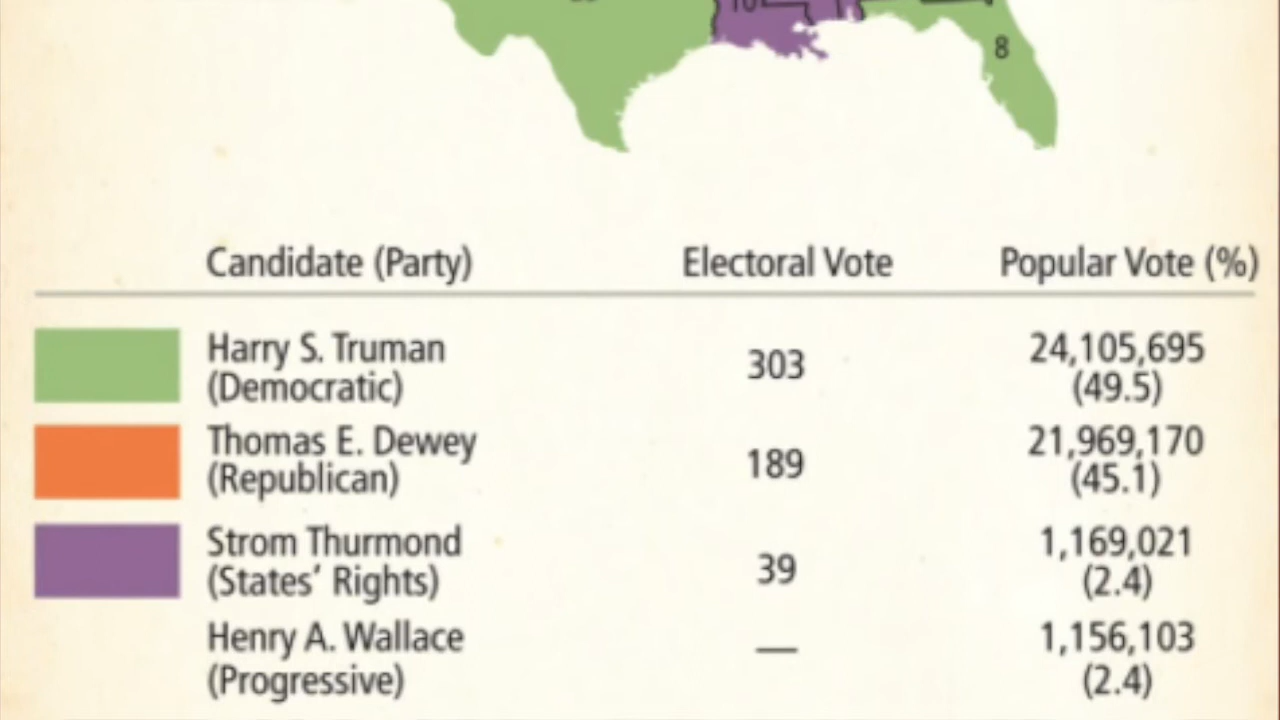 10
8
Candidate (Party) Electoral Vote Popular Vote (%)
Harry S. Truman
(Democratic)
303
24,105,695
(49.5)
Thomas E. Dewey
(Republican)
189
21,969,170
(45.1)
Strom Thurmond
(States’ Rights)
39
1,169,021
(2.4)
Henry A. Wallace
(Progressive)
—
1,156,103
(2.4)